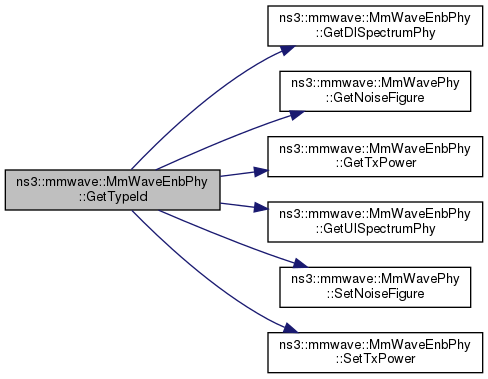 ns3::mmwave::MmWaveEnbPhy
::GetTypeId
ns3::mmwave::MmWaveEnbPhy
::GetDlSpectrumPhy
ns3::mmwave::MmWavePhy
::GetNoiseFigure
ns3::mmwave::MmWaveEnbPhy
::GetTxPower
ns3::mmwave::MmWaveEnbPhy
::GetUlSpectrumPhy
ns3::mmwave::MmWavePhy
::SetNoiseFigure
ns3::mmwave::MmWaveEnbPhy
::SetTxPower